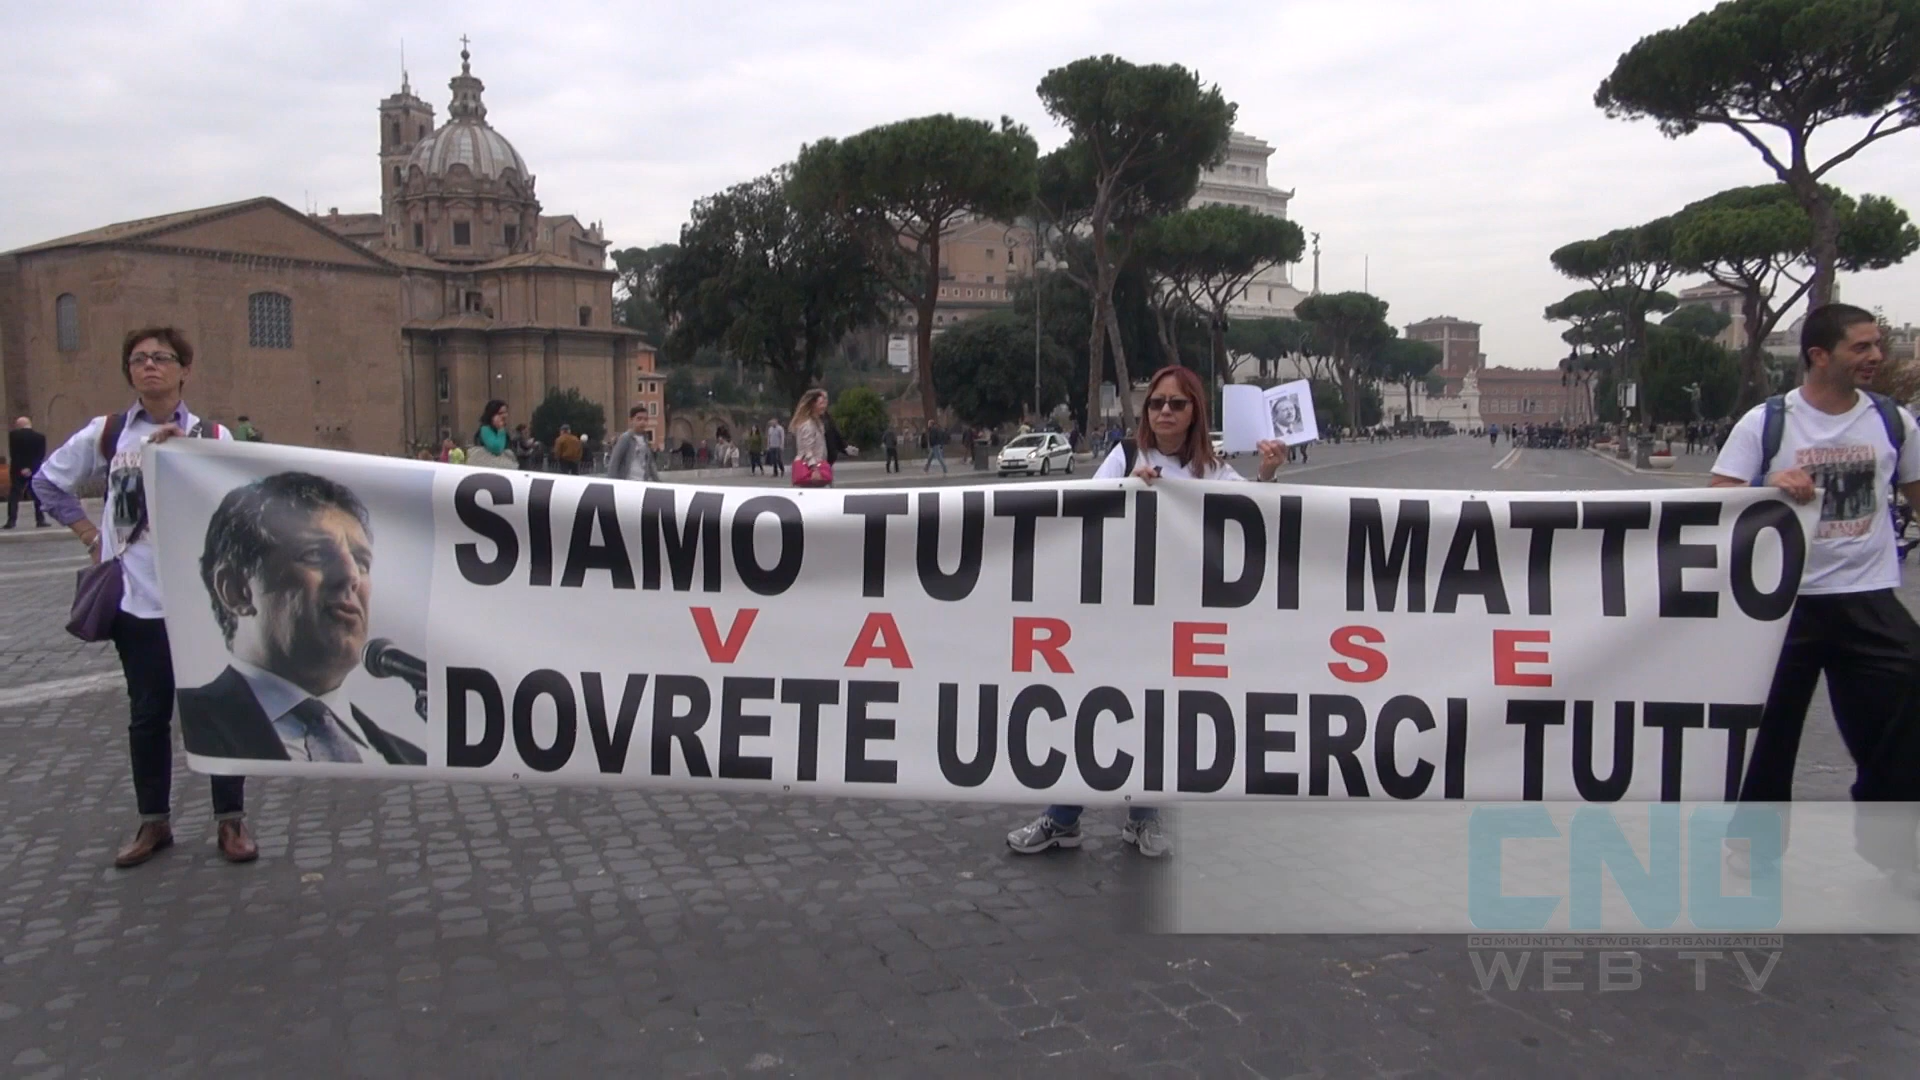 SIAMO TUTTI DI MATTEO
VARESE
DOVRETE UCCIDERCI TUTT
CNO
COMMUNITY NETWORK ORGANIZATION
WEB TV